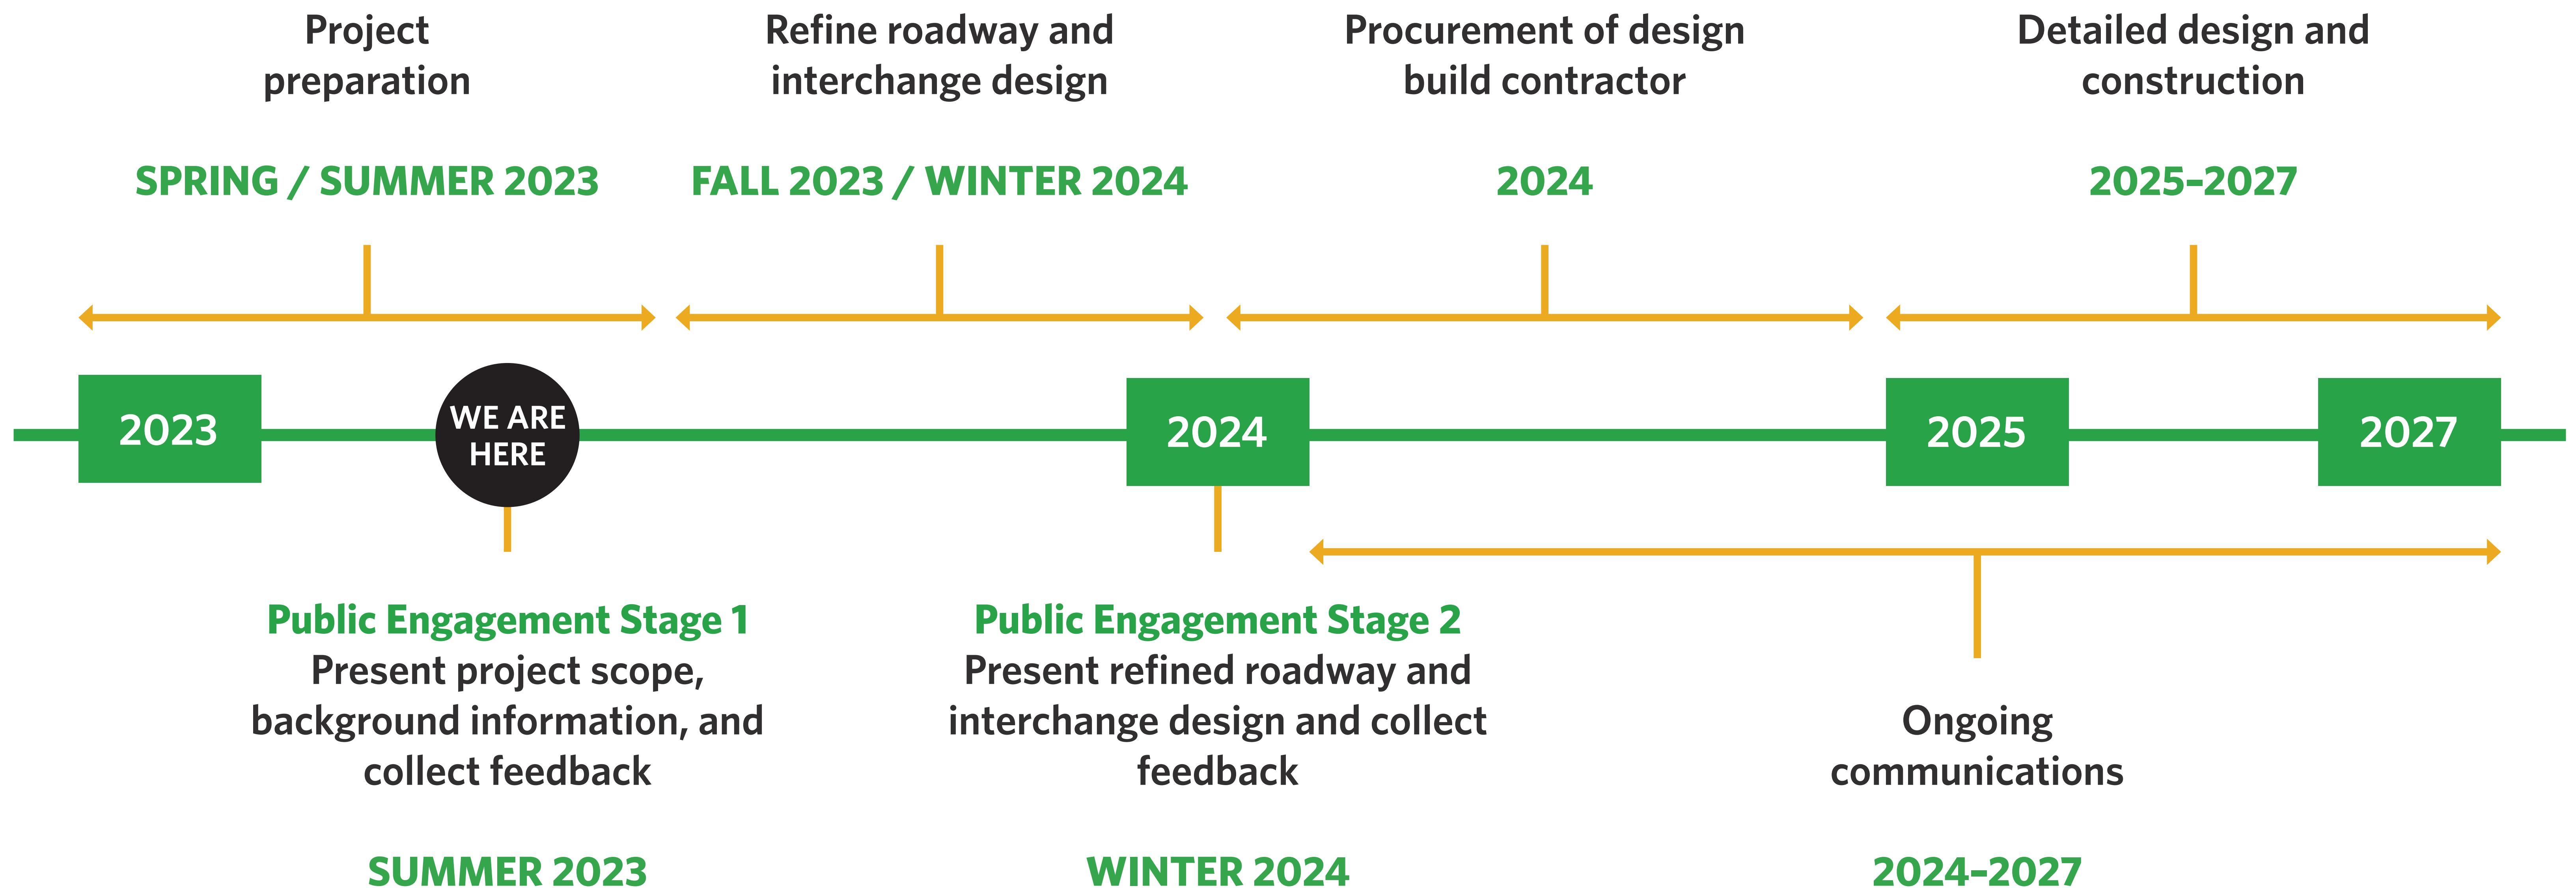 Project
preparation
SPRING / SUMMER 2023
Refine roadway and
interchange design
FALL 2023 / WINTER 2024
Procurement of design
build contractor
2024
Detailed design and
construction
2025–2027
2023
WE ARE
HERE
2024
2025
2027
Public Engagement Stage 1
Present project scope,
background information, and
collect feedback
SUMMER 2023
Public Engagement Stage 2
Present refined roadway and
interchange design and collect
feedback
WINTER 2024
Ongoing
communications
2024–2027